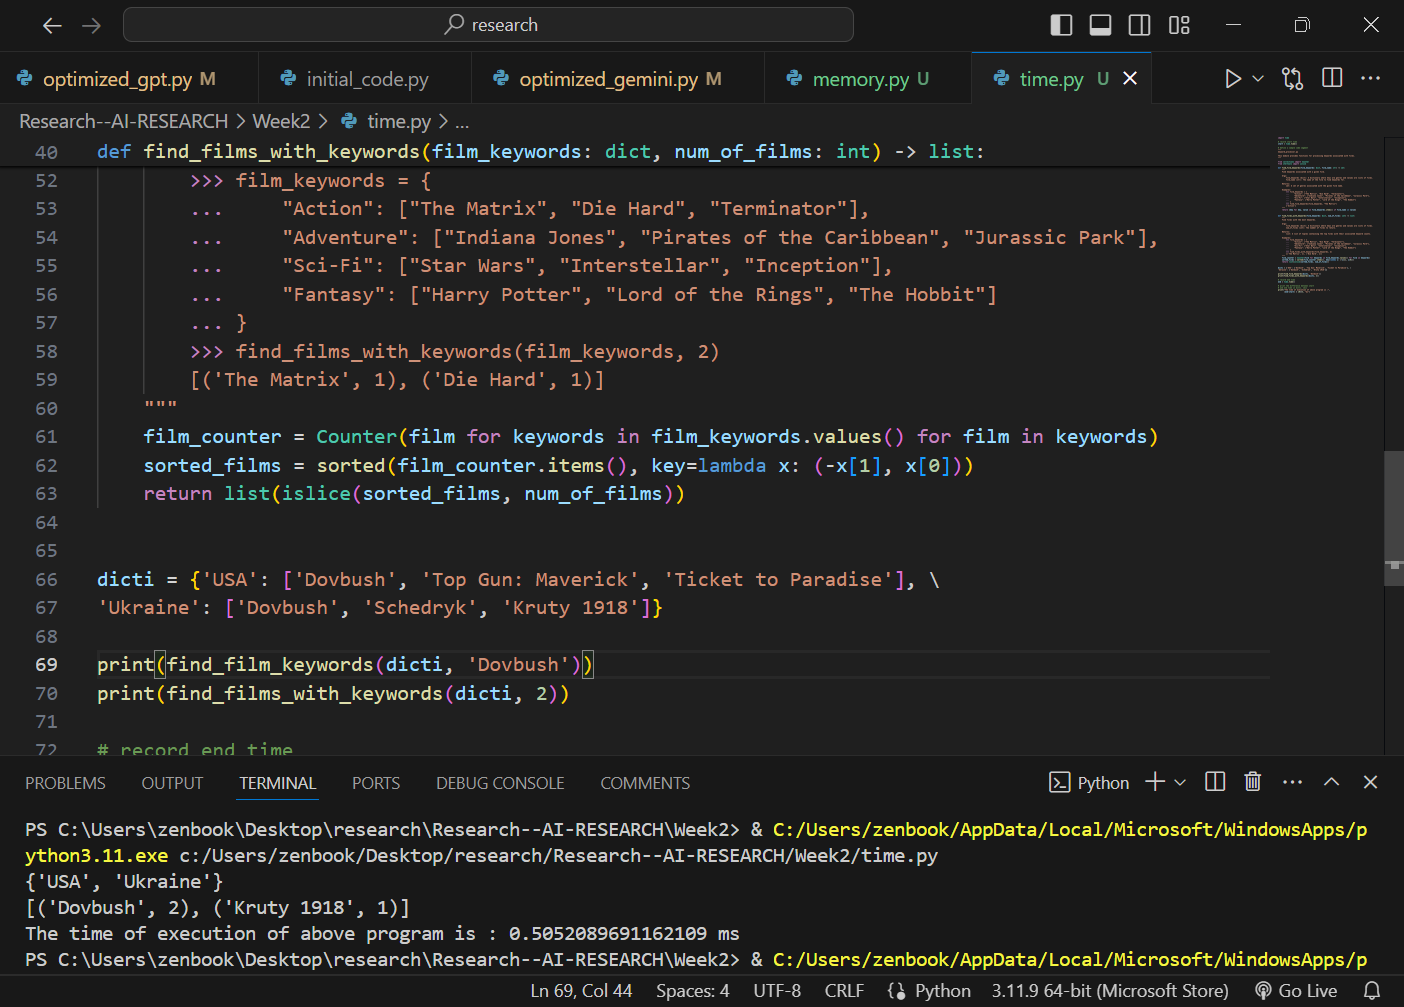 research
optimized_gpt.py M
initial_code.py
optimized_gemini.py M
memory.py U
time.py U
Research--AI-RESEARCH > Week2 > time.py > ...
40 def find_films_with_keywords(film_keywords: dict, num_of_films: int) -> list:
52 >>> film_keywords = {
53 ... "Action": ["The Matrix", "Die Hard", "Terminator"],
54 ... "Adventure": ["Indiana Jones", "Pirates of the Caribbean", "Jurassic Park"],
55 ... "Sci-Fi": ["Star Wars", "Interstellar", "Inception"],
56 ... "Fantasy": ["Harry Potter", "Lord of the Rings", "The Hobbit"]
57 ... }
58 >>> find_films_with_keywords(film_keywords, 2)
59 [('The Matrix', 1), ('Die Hard', 1)]
60 """
61 film_counter = Counter(film for keywords in film_keywords.values() for film in keywords)
62 sorted_films = sorted(film_counter.items(), key=lambda x: (-x[1], x[0]))
63 return list(islice(sorted_films, num_of_films))
64
65
66 dicti = {'USA': ['Dovbush', 'Top Gun: Maverick', 'Ticket to Paradise'], \
67 'Ukraine': ['Dovbush', 'Schedryk', 'Kruty 1918']}
68
69 print(find_film_keywords(dicti, 'Dovbush'))
70 print(find_films_with_keywords(dicti, 2))
71
72 # record end time
PROBLEMS OUTPUT TERMINAL PORTS DEBUG CONSOLE COMMENTS Python
PS C:\Users\zenbook\Desktop\research\Research--AI-RESEARCH\Week2> & C:/Users/zenbook/AppData/Local/Microsoft/WindowsApps/p
ython3.11.exe c:/Users/zenbook/Desktop/research/Research--AI-RESEARCH/Week2/time.py
{'USA', 'Ukraine'}
[('Dovbush', 2), ('Kruty 1918', 1)]
The time of execution of above program is : 0.5052089691162109 ms
PS C:\Users\zenbook\Desktop\research\Research--AI-RESEARCH\Week2> & C:/Users/zenbook/AppData/Local/Microsoft/WindowsApps/p
Ln 69, Col 44 Spaces: 4 UTF-8 CRLF Python 3.11.9 64-bit (Microsoft Store) Go Live